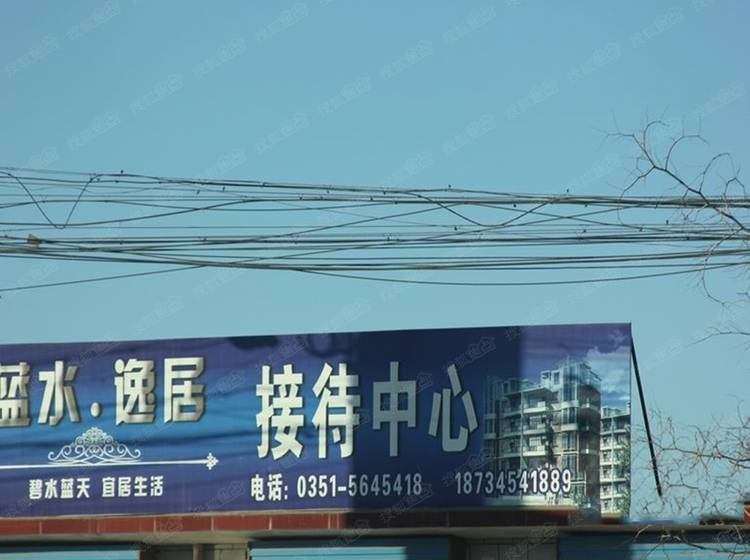 蓝水.逸居
接待中心
碧水蓝天 宜居生活
电话：0351-5645418 18734541889